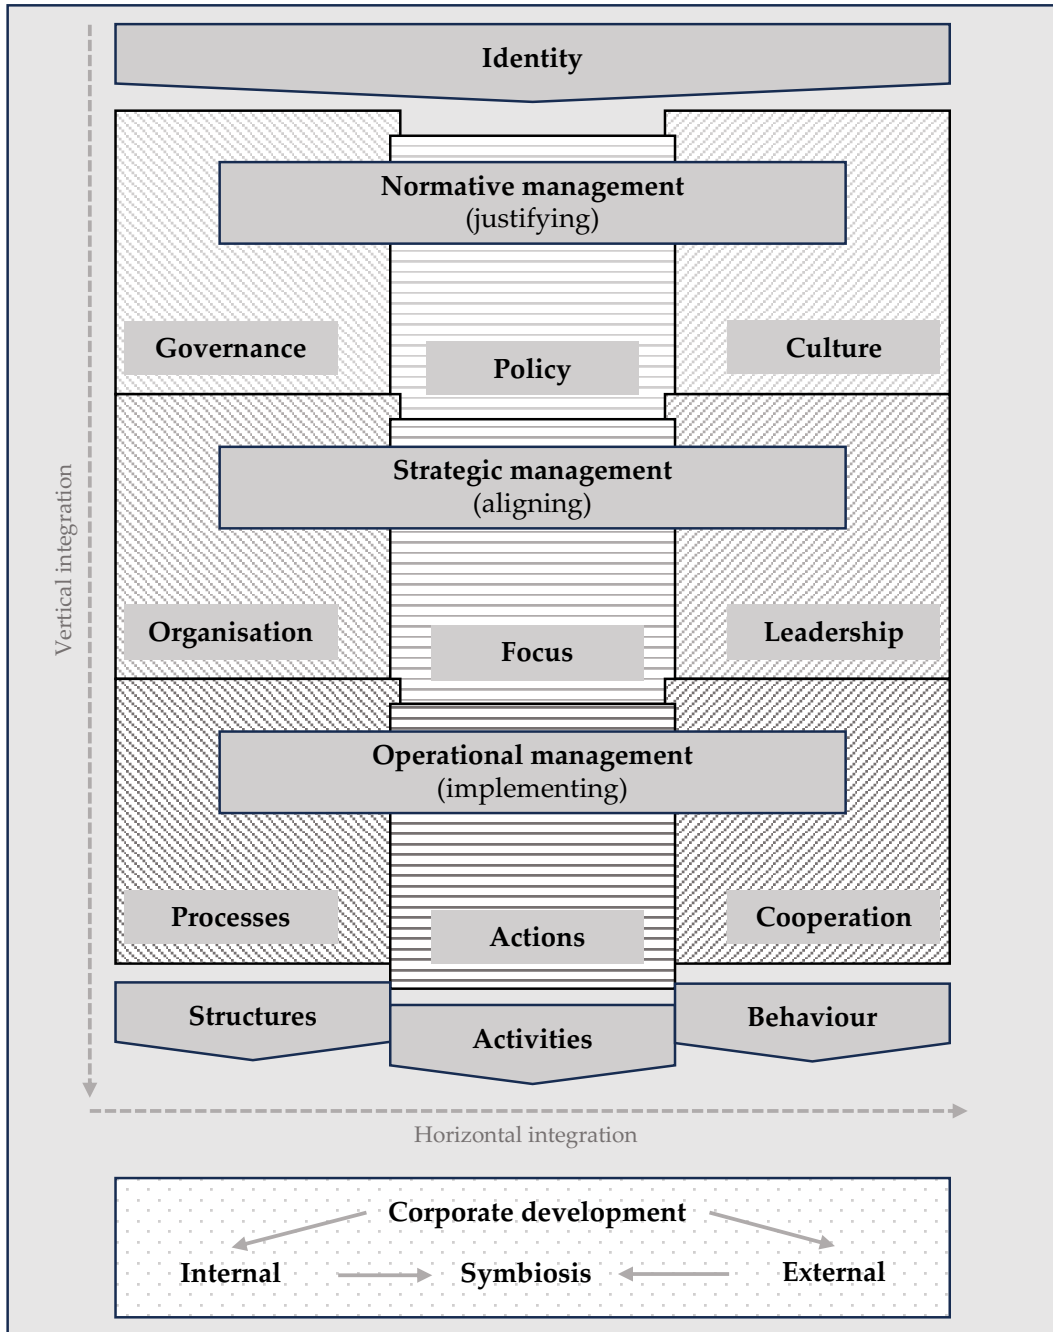 Identity
Normative management
(justifying)
Governance
Policy
Culture
Strategic management
(aligning)
Vertical integration
Organisation
Focus
Leadership
Operational management
(implementing)
Processes
Actions
Cooperation
Structures
Activities
Behaviour
Horizontal integration
Corporate development
Internal
Symbiosis
External